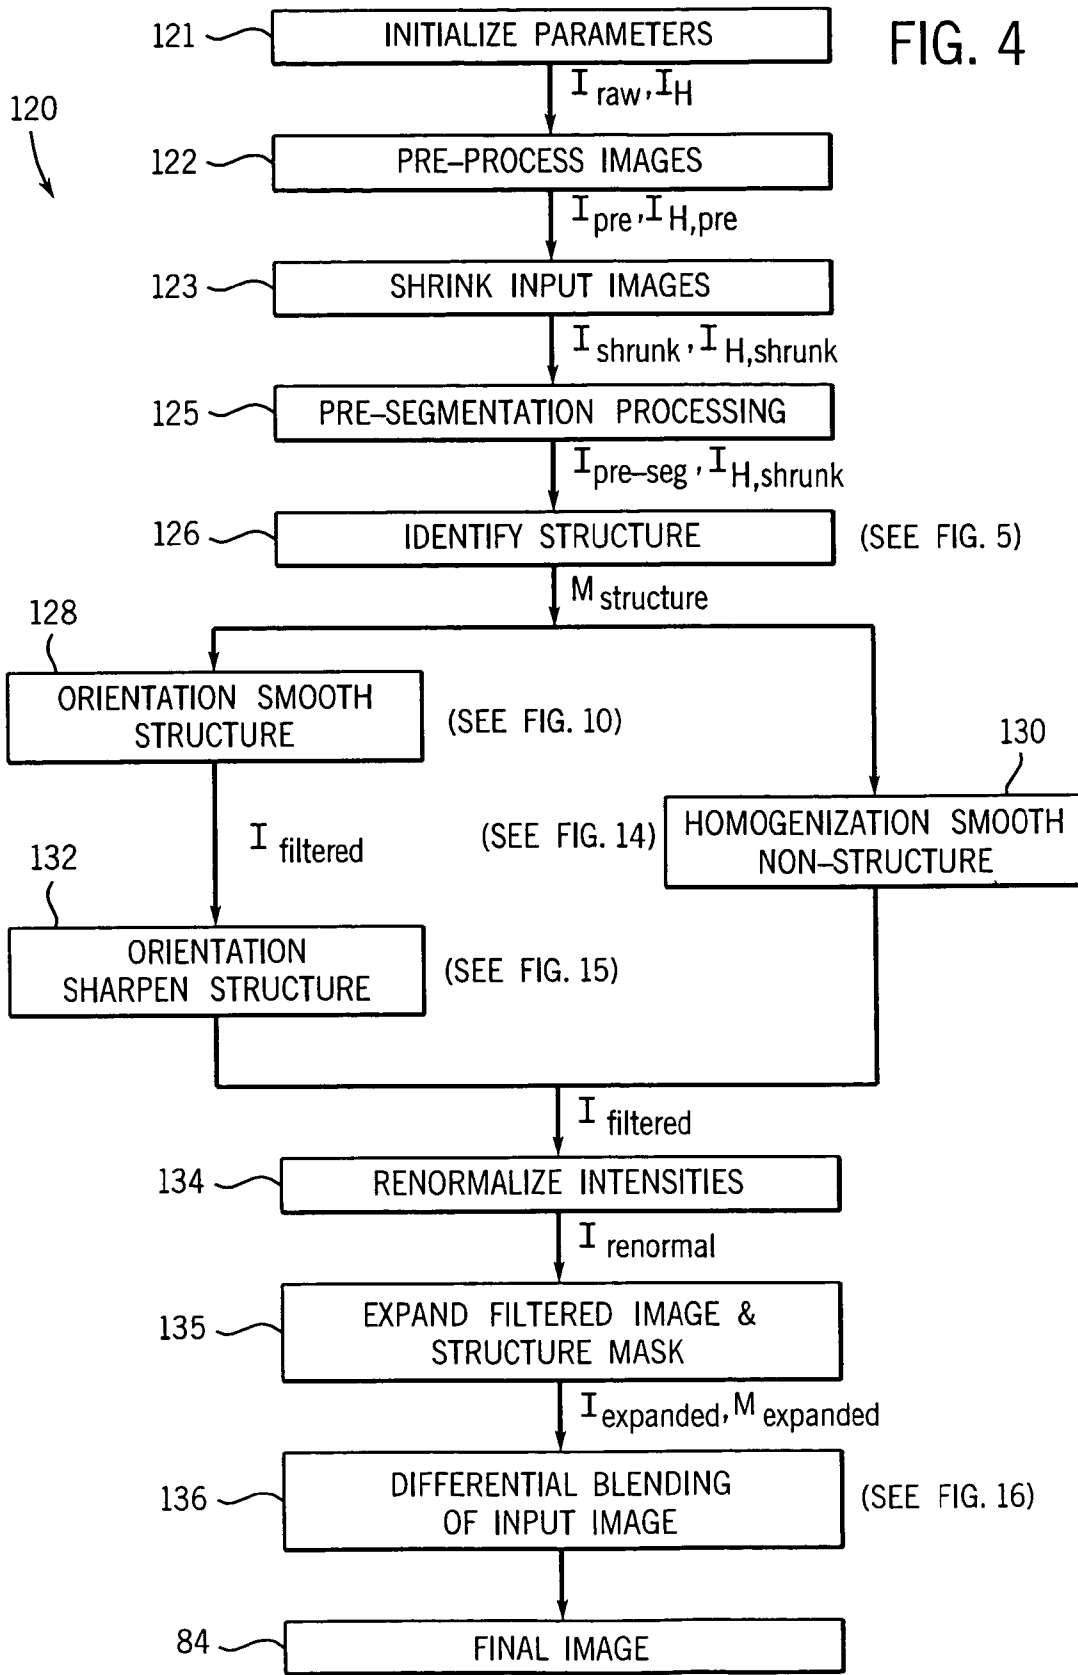 FIG. 4
120
121
INITIALIZE PARAMETERS
I raw, I H
122
PRE-PROCESS IMAGES
I pre, I H,pre
123
SHRINK INPUT IMAGES
I shrunk, I H,shrunk
125
PRE-SEGMENTATION PROCESSING
I pre-seg, I H,shrunk
126
IDENTIFY STRUCTURE
(SEE FIG. 5)
M structure
128
ORIENTATION SMOOTH
STRUCTURE
(SEE FIG. 10)
130
HOMOGENIZATION SMOOTH
NON-STRUCTURE
(SEE FIG. 14)
I filtered
132
ORIENTATION
SHARPEN STRUCTURE
(SEE FIG. 15)
I filtered
134
RENORMALIZE INTENSITIES
I renormal
135
EXPAND FILTERED IMAGE &
STRUCTURE MASK
I expanded, M expanded
136
DIFFERENTIAL BLENDING
OF INPUT IMAGE
(SEE FIG. 16)
84
FINAL IMAGE